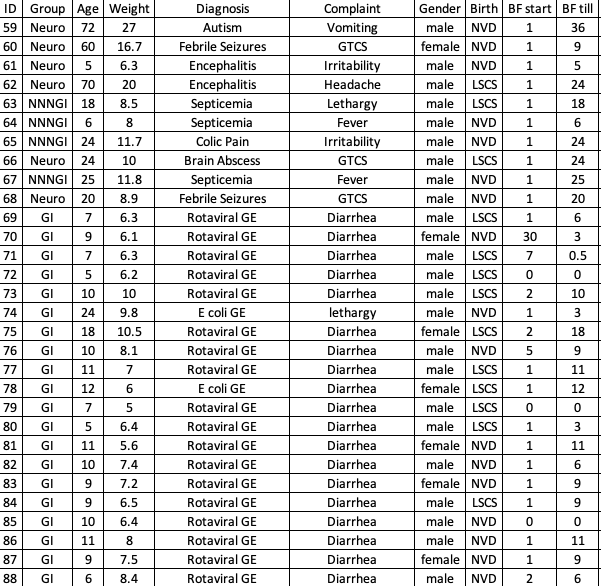 ID Group Age Weight Diagnosis Complaint Gender Birth BF start BF till
59 Neuro 72 27 Autism Vomiting male NVD 1 36
60 Neuro 60 16.7 Febrile Seizures GTCS female NVD 1 9
61 Neuro 5 6.3 Encephalitis Irritability male NVD 1 5
62 Neuro 70 20 Encephalitis Headache male LSCS 1 24
63 NNNGI 18 8.5 Septicemia Lethargy male LSCS 1 18
64 NNNGI 6 8 Septicemia Fever male NVD 1 6
65 NNNGI 24 11.7 Colic Pain Irritability male NVD 1 24
66 Neuro 24 10 Brain Abscess GTCS male LSCS 1 24
67 NNNGI 25 11.8 Septicemia Fever male NVD 1 25
68 Neuro 20 8.9 Febrile Seizures GTCS male NVD 1 20
69 GI 7 6.3 Rotaviral GE Diarrhea male LSCS 1 6
70 GI 9 6.1 Rotaviral GE Diarrhea female NVD 30 3
71 GI 7 6.3 Rotaviral GE Diarrhea male LSCS 7 0.5
72 GI 5 6.2 Rotaviral GE Diarrhea male LSCS 0 0
73 GI 10 10 Rotaviral GE Diarrhea male LSCS 2 10
74 GI 24 9.8 E coli GE lethargy male NVD 1 3
75 GI 18 10.5 Rotaviral GE Diarrhea female LSCS 2 18
76 GI 10 8.1 Rotaviral GE Diarrhea male NVD 5 9
77 GI 11 7 Rotaviral GE Diarrhea male LSCS 1 11
78 GI 12 6 E coli GE Diarrhea female LSCS 1 12
79 GI 7 5 Rotaviral GE Diarrhea male LSCS 0 0
80 GI 5 6.4 Rotaviral GE Diarrhea male LSCS 1 3
81 GI 11 5.6 Rotaviral GE Diarrhea female NVD 1 11
82 GI 10 7.4 Rotaviral GE Diarrhea male NVD 1 6
83 GI 9 7.2 Rotaviral GE Diarrhea female NVD 1 9
84 GI 9 6.5 Rotaviral GE Diarrhea male LSCS 1 9
85 GI 10 6.4 Rotaviral GE Diarrhea male NVD 0 0
86 GI 11 8 Rotaviral GE Diarrhea male NVD 1 11
87 GI 9 7.5 Rotaviral GE Diarrhea female NVD 1 9
88 GI 6 8.4 Rotaviral GE Diarrhea male NVD 2 6